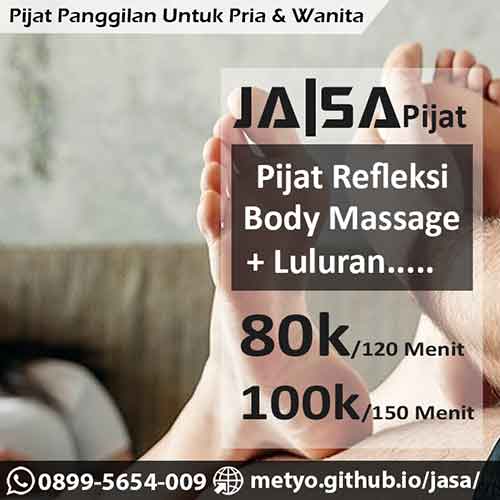 Pijat Panggilan Untuk Pria & Wanita
JA|SA Pijat
Pijat Refleksi
Body Massage
+ Luluran.....
80k/120 Menit
100k/150 Menit
0899-5654-009 metyo.github.io/jasa/